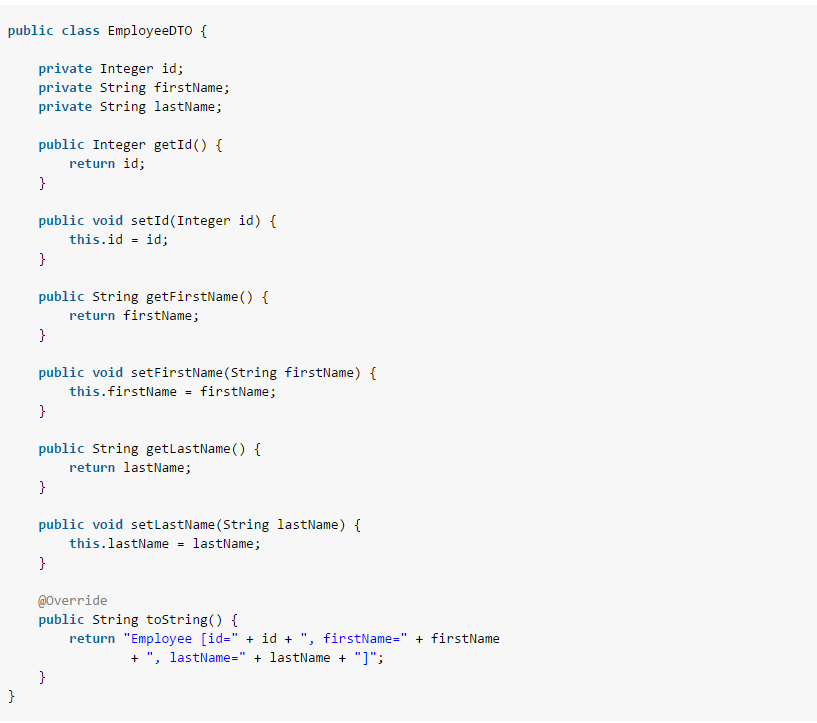 public class EmployeeDTO {
private Integer id;
private String firstName;
private String lastName;
public Integer getId() {
return id;
}
public void setId(Integer id) {
this.id = id;
}
public String getFirstName() {
return firstName;
}
public void setFirstName(String firstName) {
this.firstName = firstName;
}
public String getLastName() {
return lastName;
}
public void setLastName(String lastName) {
this.lastName = lastName;
}
@Override
public String toString() {
return "Employee [id=" + id + ", firstName=" + firstName
+ ", lastName=" + lastName + "]";
}
}